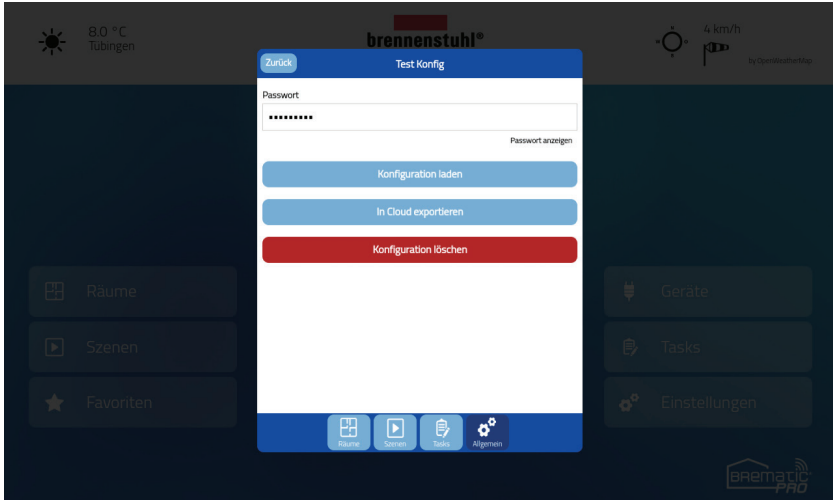 8.0 °C
Tübingen
brennenstuhl®
4 km/h
by OpenWeatherMap
Zurück
Test Konfig
Passwort
•••••••••
Passwort anzeigen
Konfiguration laden
In Cloud exportieren
Konfiguration löschen
Räume
Szenen
Favoriten
Geräte
Tasks
Einstellungen
Räume
Szenen
Tasks
Allgemein
Brematic
PRO